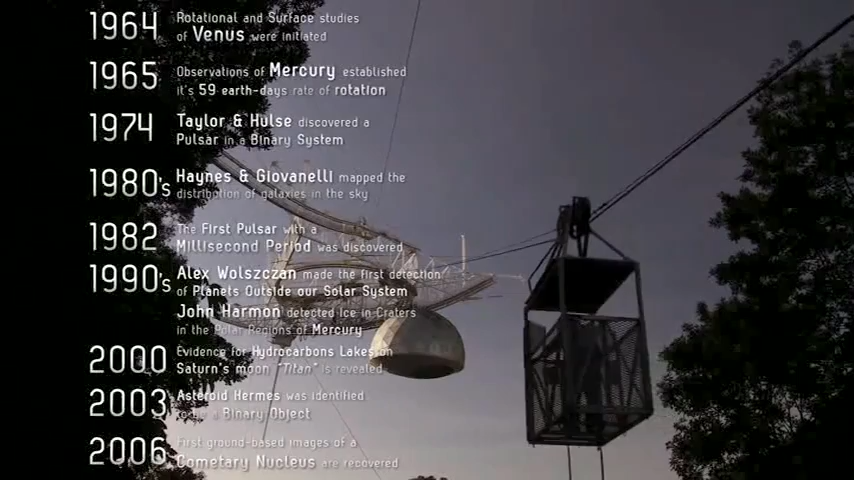 1964
Rotational and Surface studies
of Venus were initiated
1965
Observations of Mercury established
it's 59 earth-days rate of rotation
1974
Taylor & Hulse discovered a
Pulsar in a Binary System
1980's
Haynes & Giovanelli mapped the
distribution of galaxies in the sky
1982
The First Pulsar with a
Millisecond Period was discovered
1990's
Alex Wolszczan made the first detection
of Planets Outside our Solar System
John Harmon detected Ice in Craters
in the Polar Regions of Mercury
2000
Evidence for Hydrocarbons Lakes on
Saturn's moon "Titan" is revealed
2003
Asteroid Hermes was identified
to be a Binary Object
2006
First ground-based images of a
Cometary Nucleus are recovered